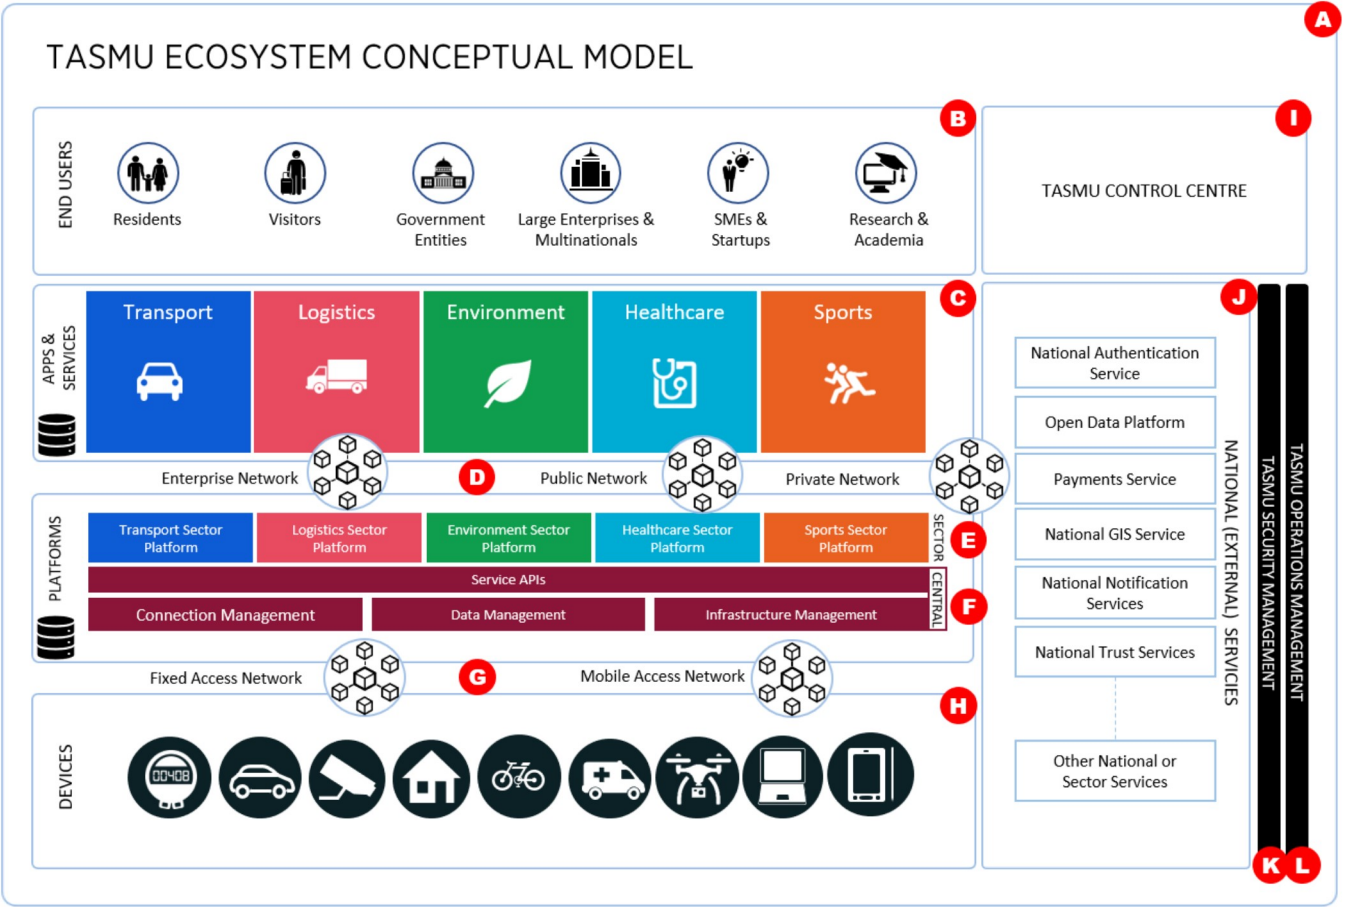 A
TASMU ECOSYSTEM CONCEPTUAL MODEL
B
I
END USERS
Residents
Visitors
Government
Entities
Large Enterprises &
Multinationals
SMEs &
Startups
Research &
Academia
TASMU CONTROL CENTRE
C
J
APPS &
SERVICES
Transport
Logistics
Environment
Healthcare
Sports
Enterprise Network
D
Public Network
Private Network
PLATFORMS
Transport Sector
Platform
Logistics Sector
Platform
Environment Sector
Platform
Healthcare Sector
Platform
Sports Sector
Platform
SECTOR
E
Service APIs
CENTRAL
Connection Management
Data Management
Infrastructure Management
F
Fixed Access Network
G
Mobile Access Network
H
DEVICES
00408
National Authentication
Service
Open Data Platform
Payments Service
National GIS Service
National Notification
Services
National Trust Services
Other National or
Sector Services
NATIONAL (EXTERNAL) SERVICIES
TASMU SECURITY MANAGEMENT
TASMU OPERATIONS MANAGEMENT
K
L